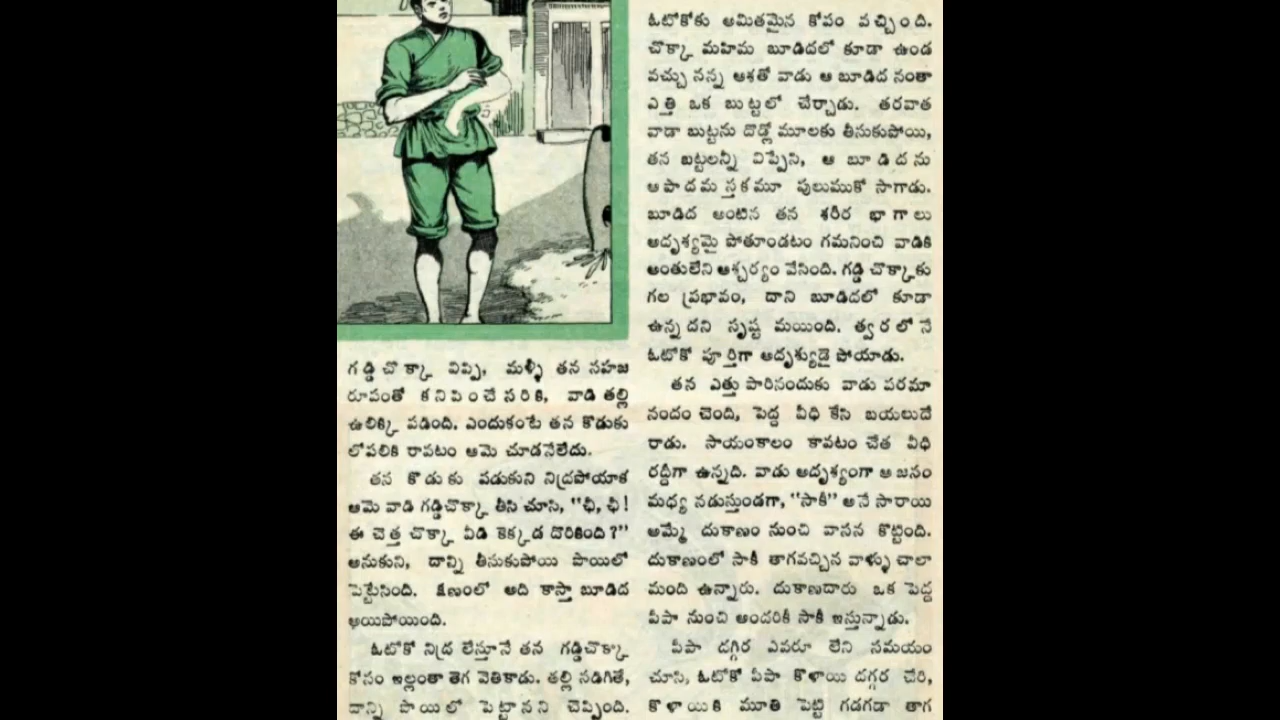 గడ్డి చొక్కా విప్పి, మళ్ళీ తన సహజ
రూపంతో కనిపించేసరికి, వాడి తల్లి
ఉలిక్కి పడింది. ఎందుకంటే తన కొడుకు
లోపలికి రావటం ఆమె చూడనేలేదు.
తన కొడుకు పడుకుని నిద్రపోయాక
ఆమె వాడి గడ్డిచొక్కా తీసి చూసి, "ఛీ, ఛీ!
ఈ చెత్త చొక్కా వీడి కెక్కడ దొరికింది?"
అనుకుని, దాన్ని తీసుకుపోయి పొయిలో
పెట్టేసింది. క్షణంలో అది కాస్తా బూడిద
అయిపోయింది.
ఓటోకో నిద్ర లేస్తూనే తన గడ్డిచొక్కా
కోసం ఇల్లంతా తెగ వెతికాడు. తల్లి నడిగితే,
దాన్ని పొయిలో పెట్టానని చెప్పింది.
ఓటోకోకు అమితమైన కోపం వచ్చింది.
చొక్కా మహిమ బూడిదలో కూడా ఉండ
వచ్చు నన్న ఆశతో వాడు ఆ బూడిద నంతా
ఎత్తి ఒక బుట్టలో చేర్చాడు. తరవాత
వాడా బుట్టను దొడ్లో మూలకు తీసుకుపోయి,
తన బట్టలన్నీ విప్పేసి, ఆ బూడిదను
ఆపాదమస్తకమూ పులుముకో సాగాడు.
బూడిద అంటిన తన శరీర భాగాలు
అదృశ్యమై పోతూండటం గమనించి వాడికి
అంతులేని ఆశ్చర్యం వేసింది. గడ్డి చొక్కాకు
గల ప్రభావం, దాని బూడిదలో కూడా
ఉన్నదని స్పష్ట మయింది. త్వరలోనే
ఓటోకో పూర్తిగా అదృశ్యుడై పోయాడు.
తన ఎత్తు పారినందుకు వాడు పరమా
నందం చెంది, పెద్ద వీధి కేసి బయలుదే
రాడు. సాయంకాలం కావటం చేత వీధి
రద్దీగా ఉన్నది. వాడు అదృశ్యంగా ఆ జనం
మధ్య నడుస్తుండగా, "సాకీ" అనే సారాయి
అమ్మే దుకాణం నుంచి వాసన కొట్టింది.
దుకాణంలో సాకీ తాగవచ్చిన వాళ్ళు చాలా
మంది ఉన్నారు. దుకాణదారు ఒక పెద్ద
పీపా నుంచి అందరికీ సాకీ ఇస్తున్నాడు.
పీపా దగ్గిర ఎవరూ లేని సమయం
చూసి, ఓటోకో పీపా కొళాయి దగ్గర చేరి,
కొళాయికి మూతి పెట్టి గడగడా తాగ